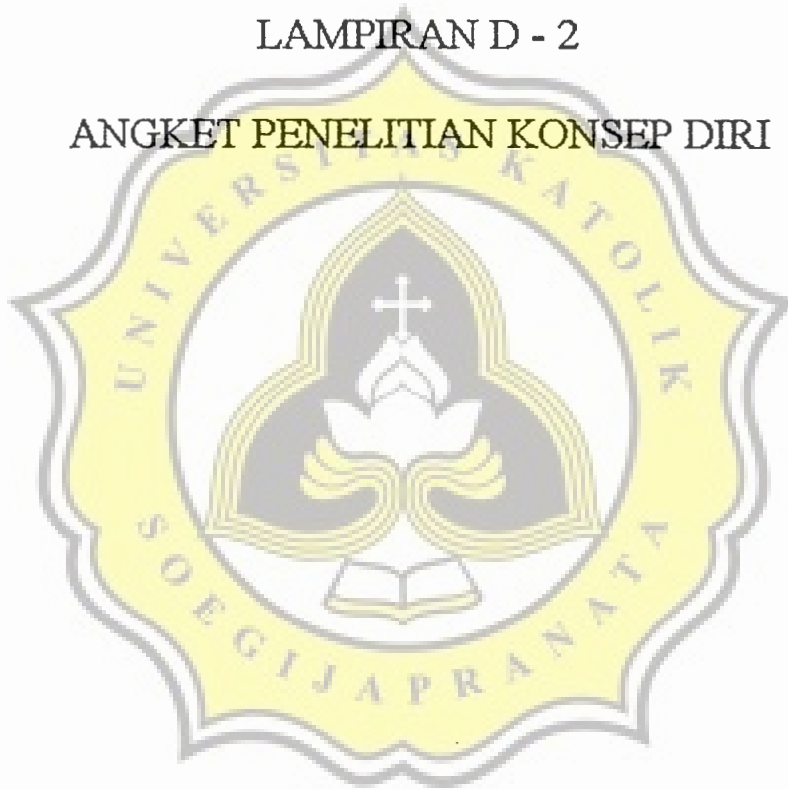 LAMPIRAN D - 2
ANGKET PENELITIAN KONSEP DIRI
UNIVERSITAS KATOLIK
SOEGIJAPRANATA